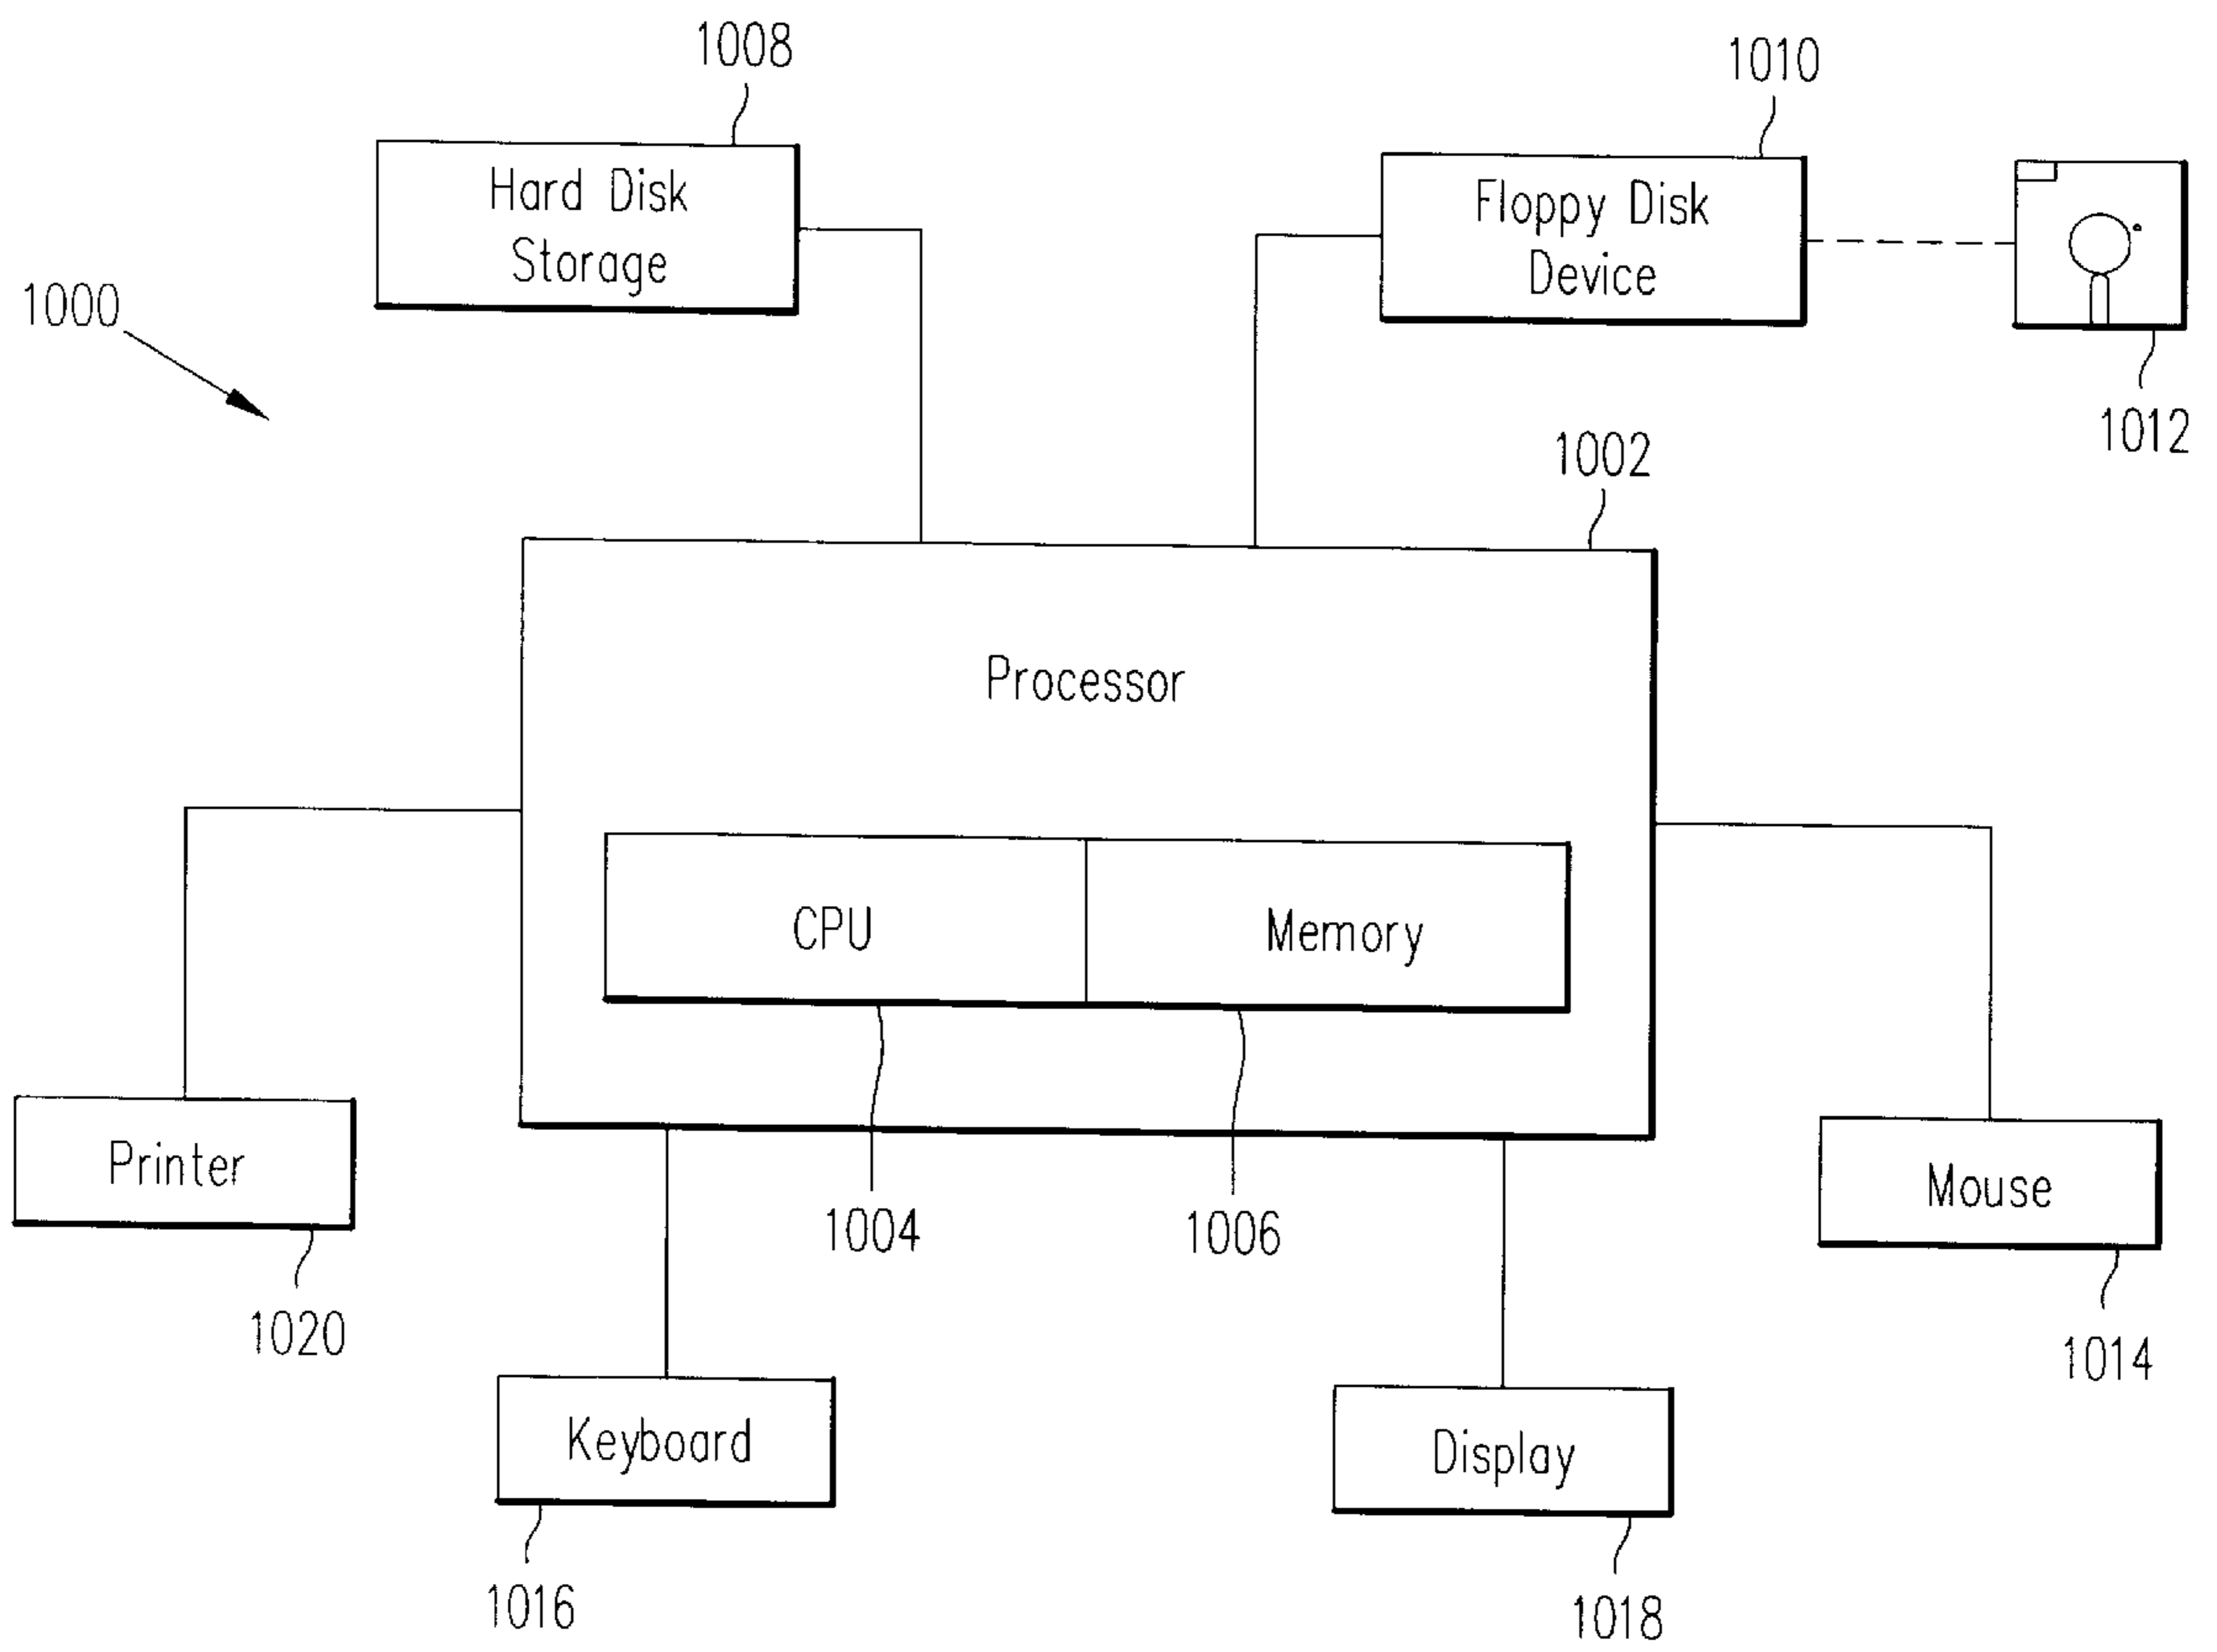 1008
1010
Hard Disk
Storage
Floppy Disk
Device
1000
1012
1002
Processor
CPU
Memory
Printer
Mouse
1004
1006
1020
1014
Keyboard
Display
1016
1018